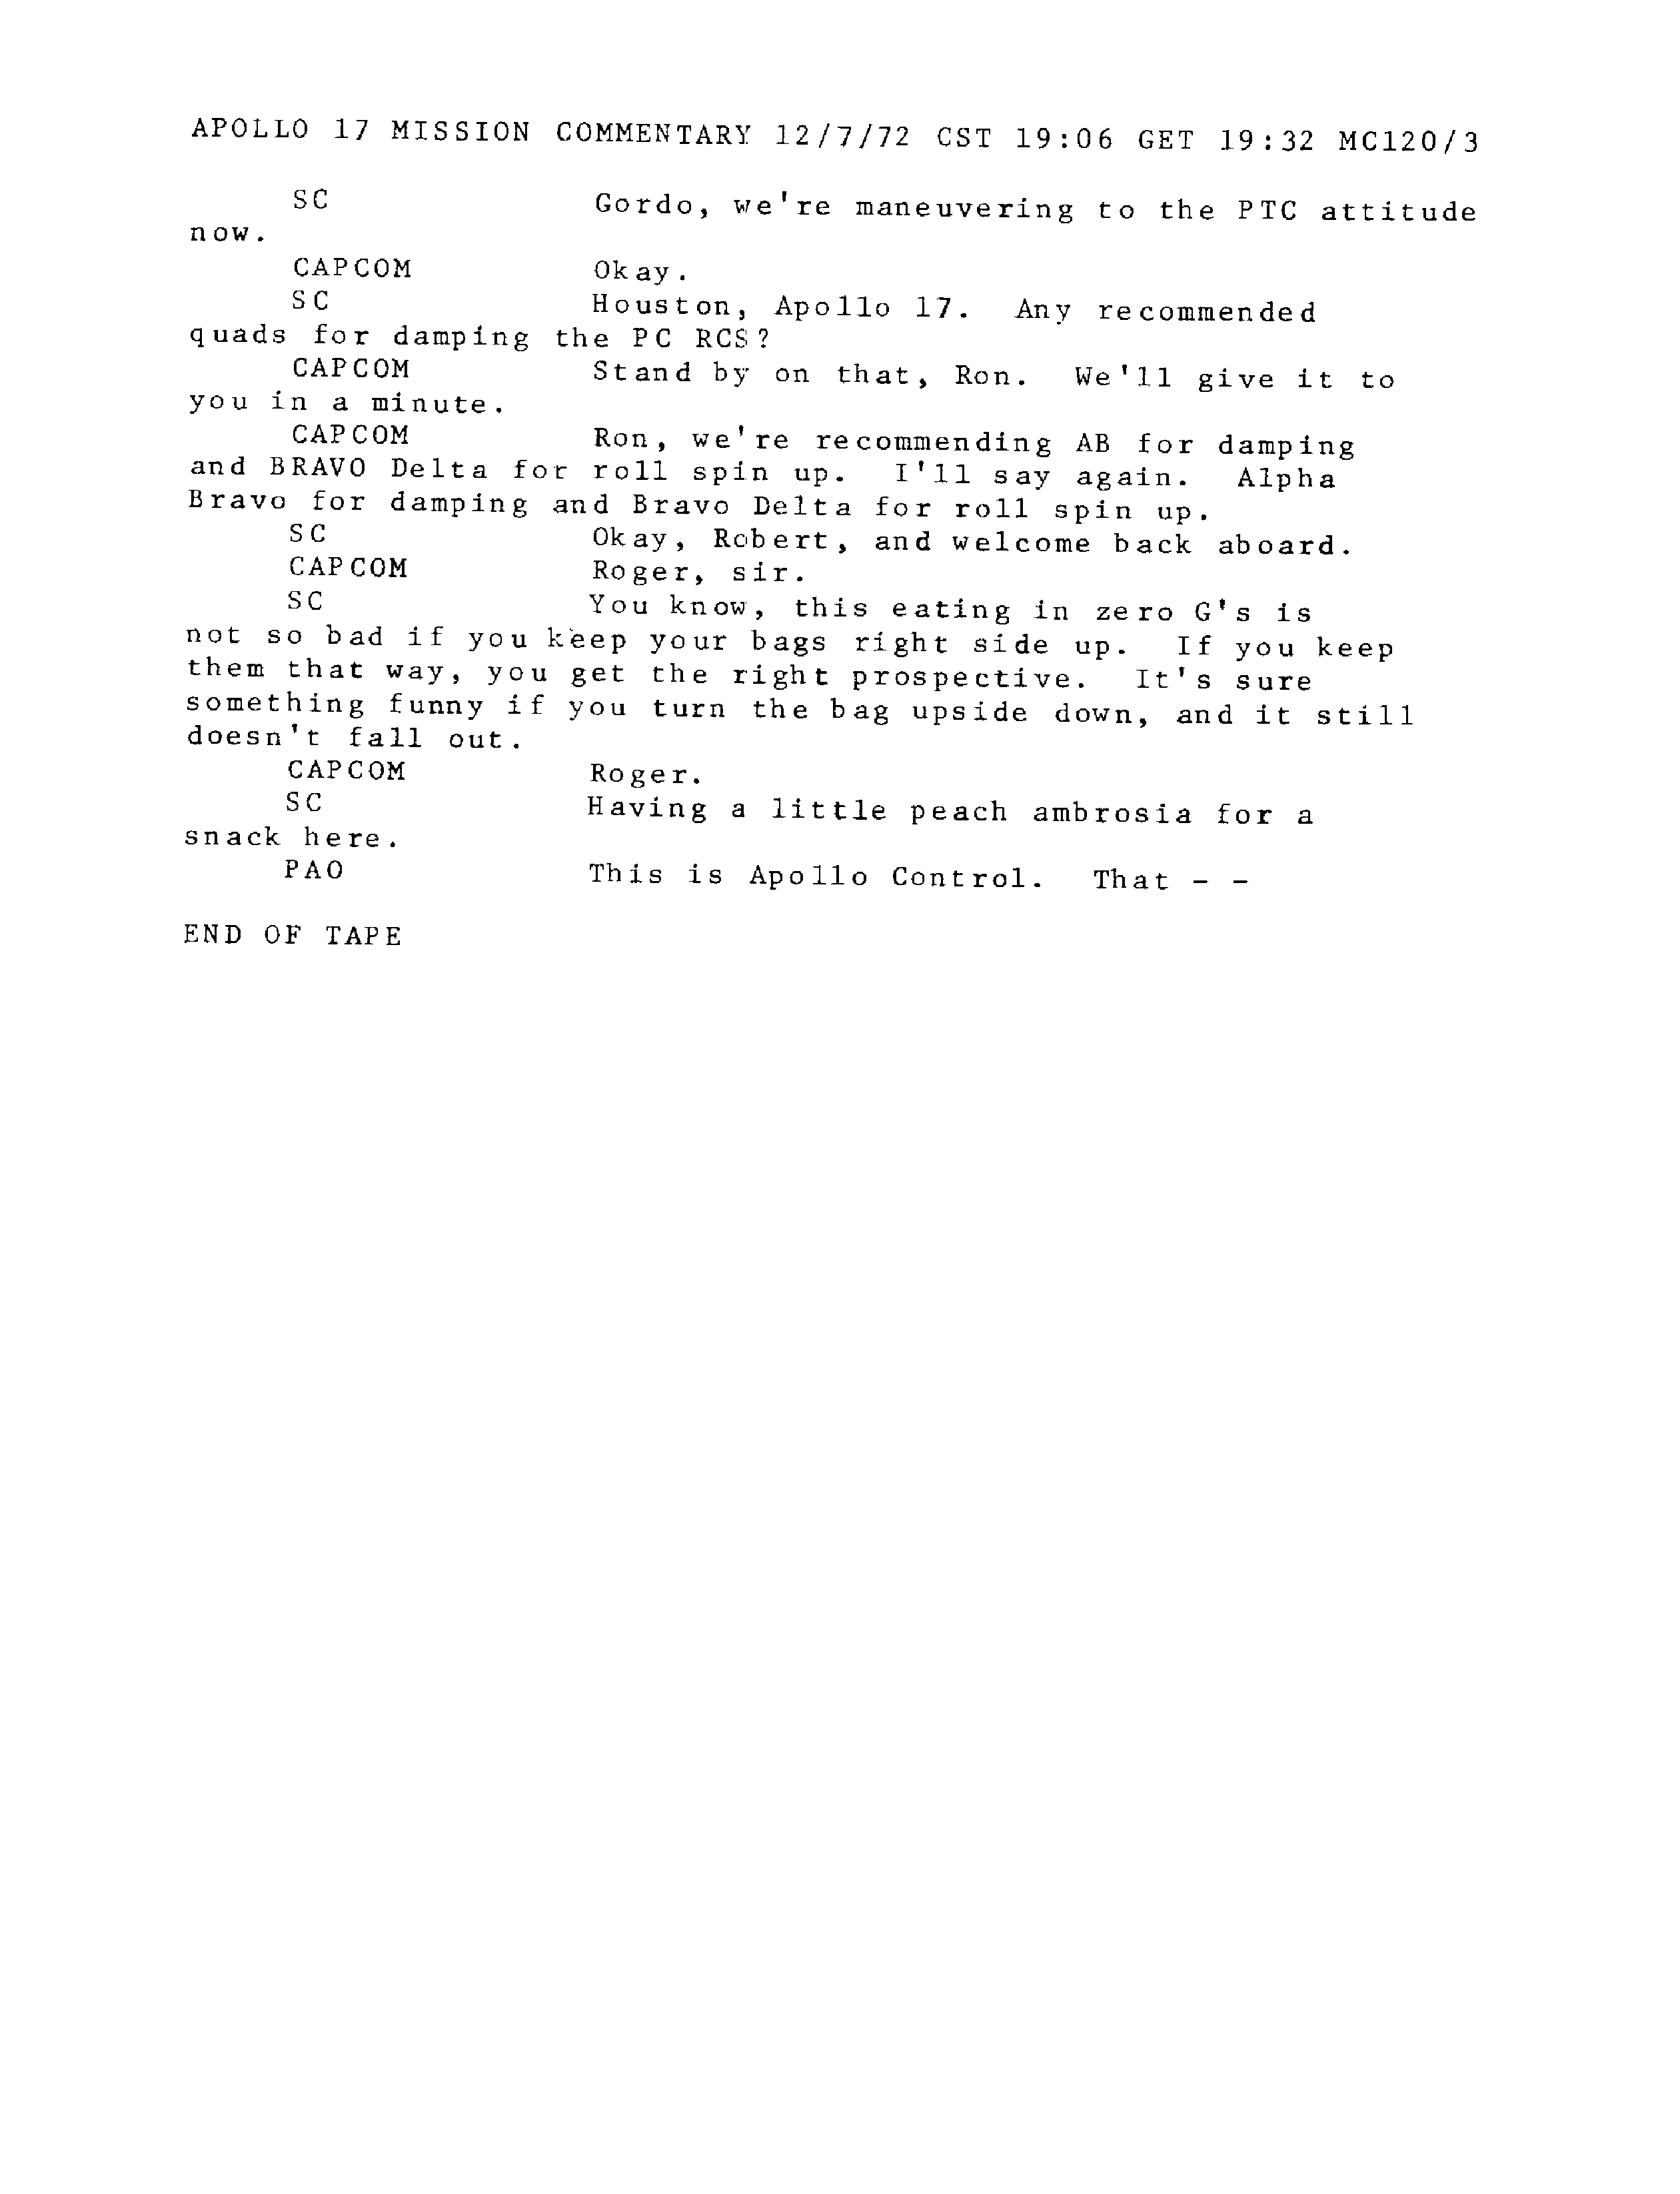 APOLLO 17 MISSION COMMENTARY 12/7/72 CST 19:06 GET 19:32 MC120/3
SC Gordo, we're maneuvering to the PTC attitude
now.
CAPCOM Okay.
SC Houston, Apollo 17. Any recommended
quads for damping the PC RCS?
CAPCOM Stand by on that, Ron. We'll give it to
you in a minute.
CAPCOM Ron, we're recommending AB for damping
and BRAVO Delta for roll spin up. I'll say again. Alpha
Bravo for damping and Bravo Delta for roll spin up.
SC Okay, Robert, and welcome back aboard.
CAPCOM Roger, sir.
SC You know, this eating in zero G's is
not so bad if you keep your bags right side up. If you keep
them that way, you get the right prospective. It's sure
something funny if you turn the bag upside down, and it still
doesn't fall out.
CAPCOM Roger.
SC Having a little peach ambrosia for a
snack here.
PAO This is Apollo Control. That - -
END OF TAPE